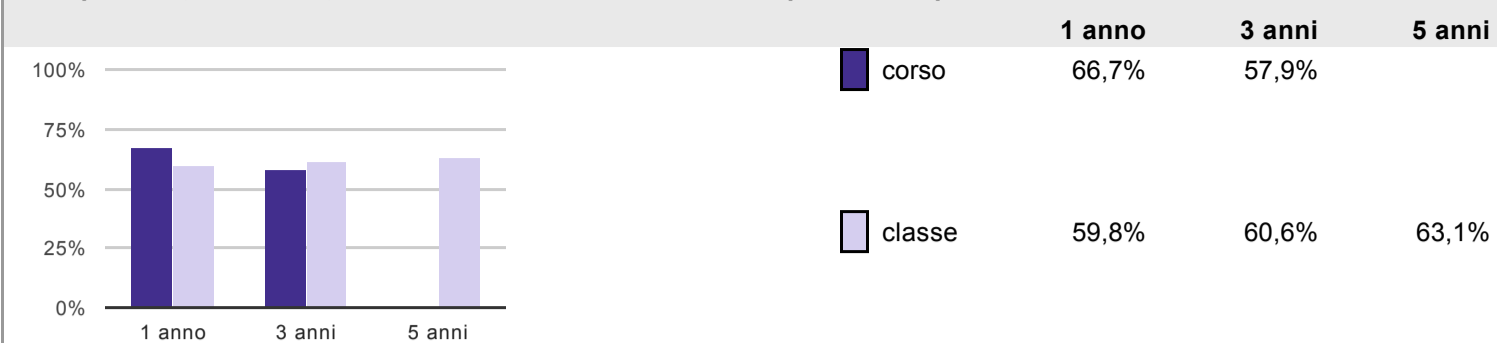 1 anno 3 anni 5 anni
100%
75%
50%
25%
0%
1 anno 3 anni 5 anni
corso 66,7% 57,9%
classe 59,8% 60,6% 63,1%